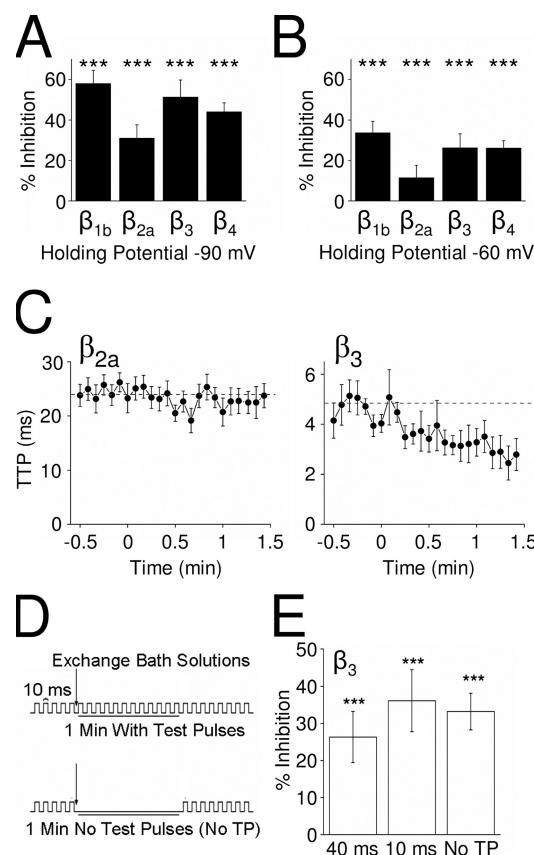 A
B
*** *** *** ***
*** *** *** ***
% Inhibition
60
40
20
0
β1b β2a β3 β4
Holding Potential -90 mV
% Inhibition
60
40
20
0
β1b β2a β3 β4
Holding Potential -60 mV
C
β2a
TTP (ms)
30
20
10
0
-0.5 0 0.5 1 1.5
Time (min)
β3
6
4
2
0
-0.5 0 0.5 1 1.5
Time (min)
D
Exchange Bath Solutions
10 ms
1 Min With Test Pulses
1 Min No Test Pulses (No TP)
E
β3
% Inhibition
50
40
30
20
10
0
*** *** ***
40 ms 10 ms No TP